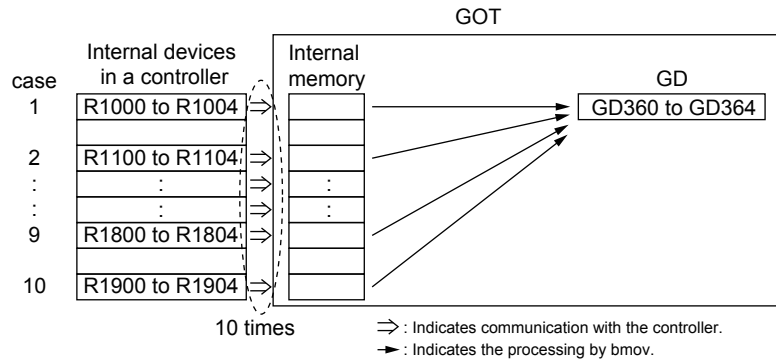 GOT
Internal devices
in a controller
Internal
memory
case
GD
1 R1000 to R1004 GD360 to GD364
2 R1100 to R1104
: : :
: : :
9 R1800 to R1804
10 R1900 to R1904
10 times
⇒ : Indicates communication with the controller.
→ : Indicates the processing by bmov.